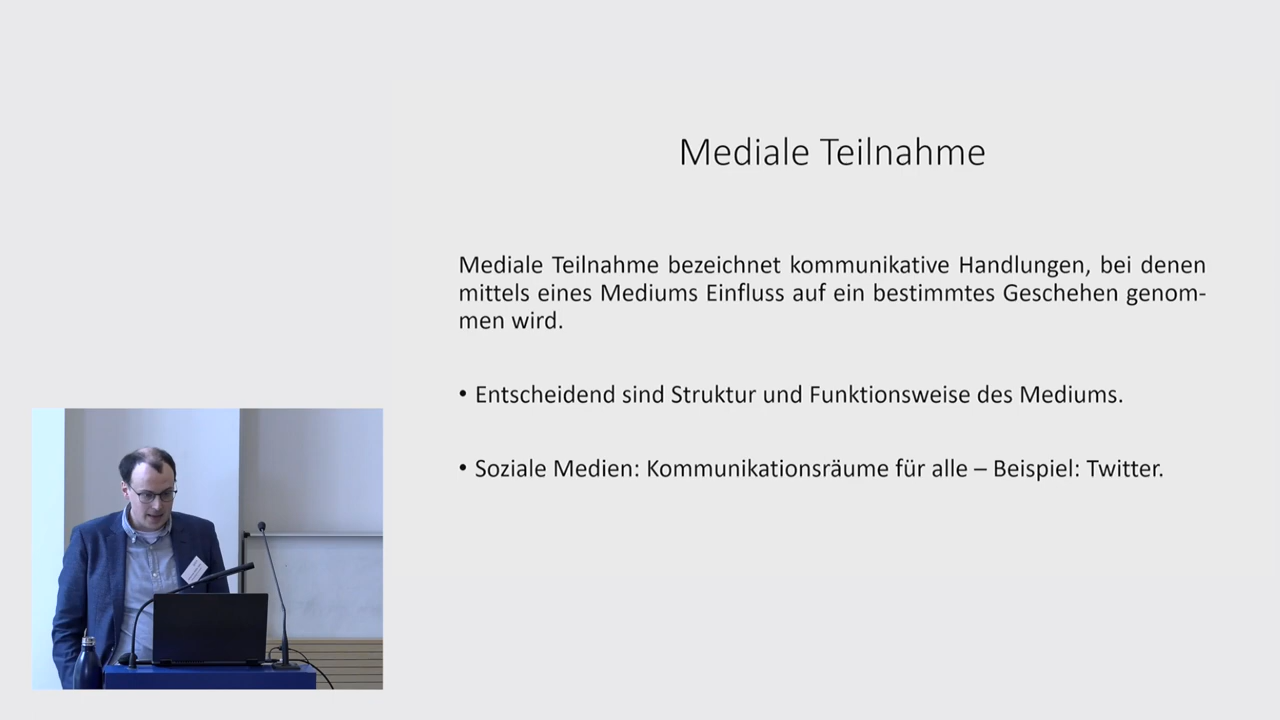 Mediale Teilnahme
Mediale Teilnahme bezeichnet kommunikative Handlungen, bei denen
mittels eines Mediums Einfluss auf ein bestimmtes Geschehen genom-
men wird.
• Entscheidend sind Struktur und Funktionsweise des Mediums.
• Soziale Medien: Kommunikationsräume für alle – Beispiel: Twitter.